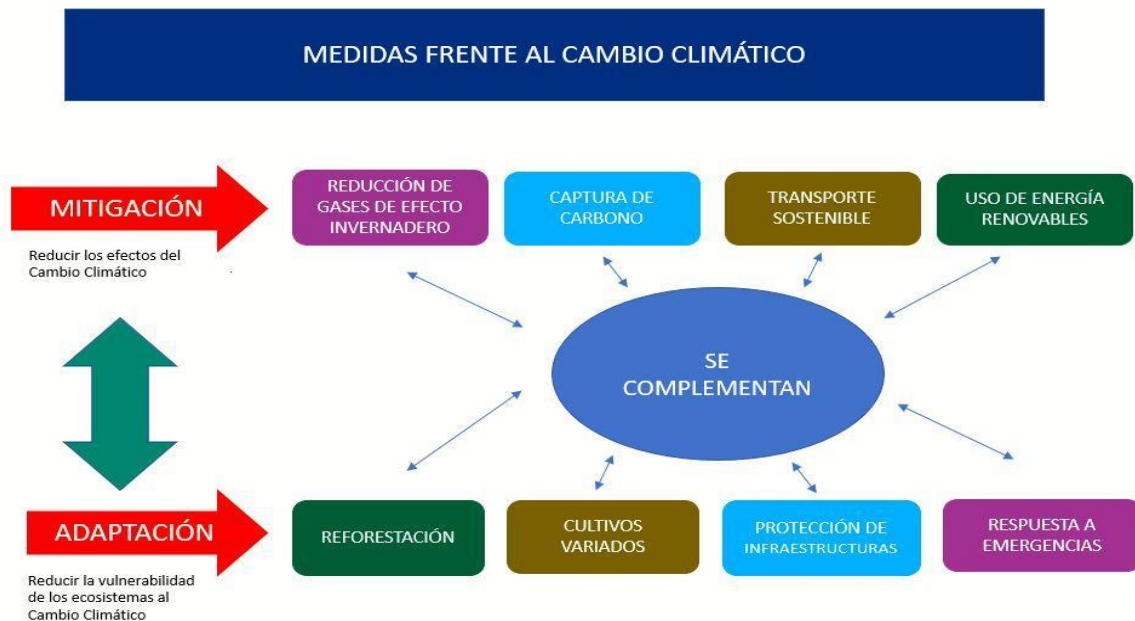 MEDIDAS FRENTE AL CAMBIO CLIMÁTICO
MITIGACIÓN
Reducir los efectos del
Cambio Climático
REDUCCIÓN DE
GASES DE EFECTO
INVERNADERO
CAPTURA DE
CARBONO
TRANSPORTE
SOSTENIBLE
USO DE ENERGÍA
RENOVABLES
SE
COMPLEMENTAN
ADAPTACIÓN
Reducir la vulnerabilidad
de los ecosistemas al
Cambio Climático
REFORESTACIÓN
CULTIVOS
VARIADOS
PROTECCIÓN DE
INFRAESTRUCTURAS
RESPUESTA A
EMERGENCIAS